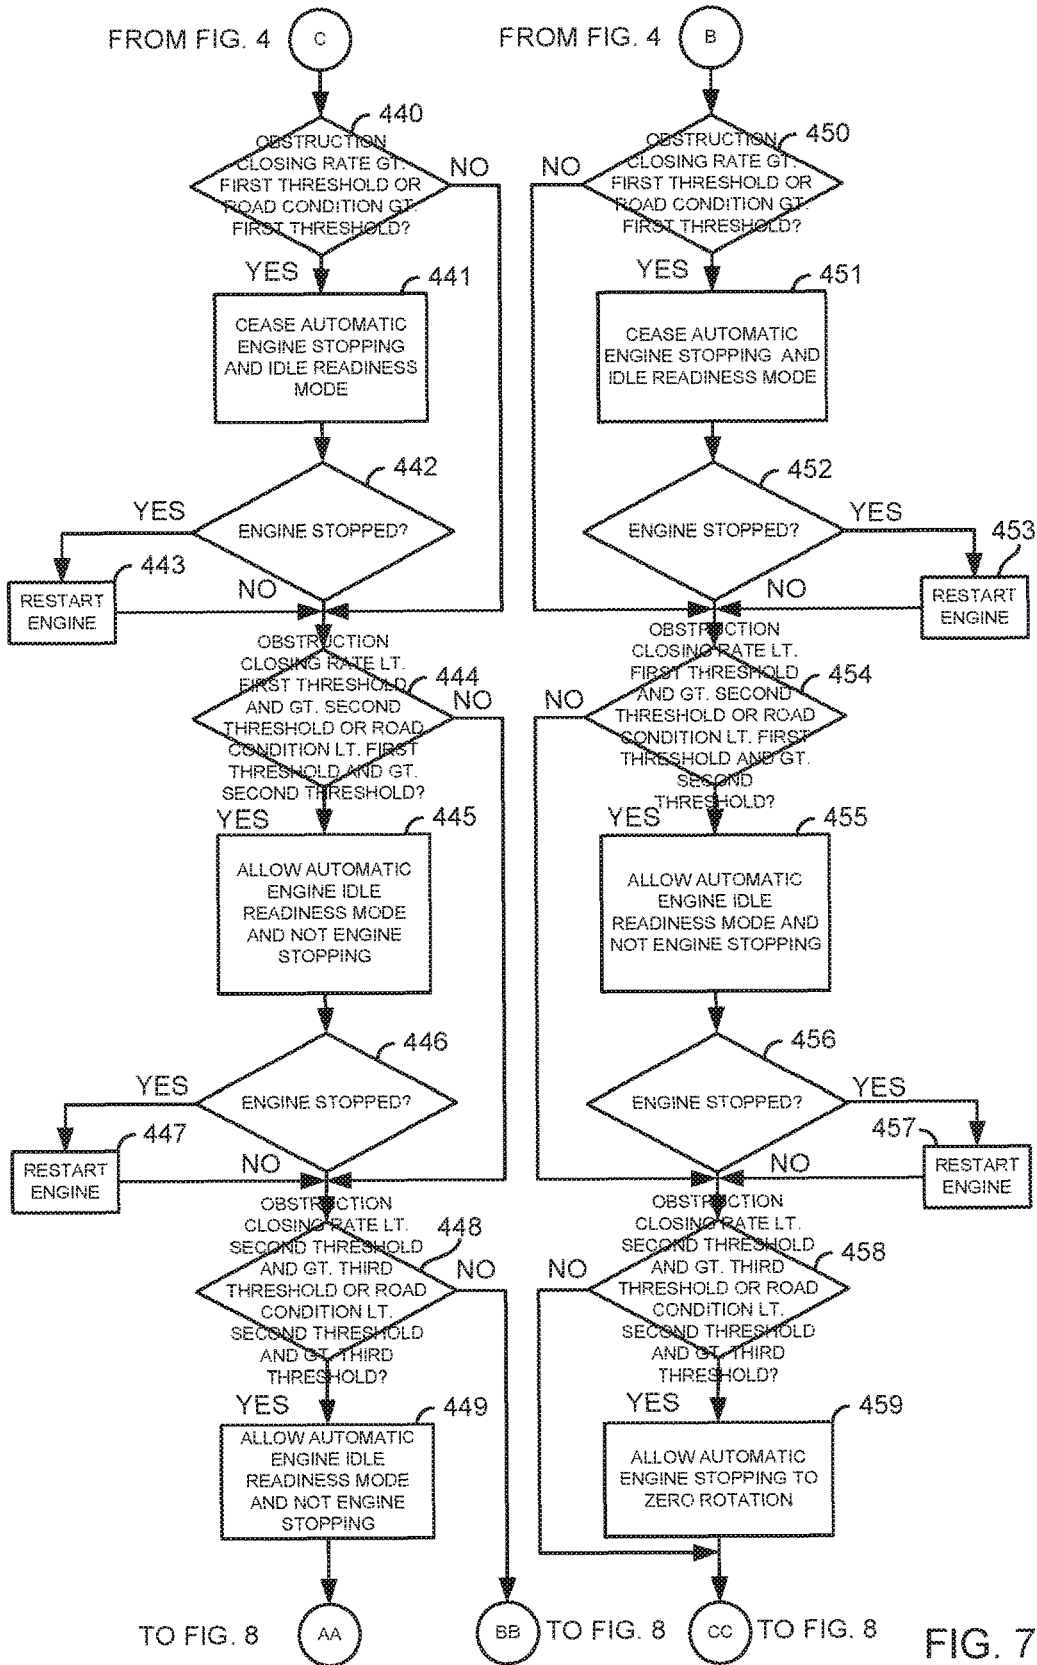 FROM FIG. 4
C
440
OBSTRUCTION
CLOSING RATE GT.
FIRST THRESHOLD OR
ROAD CONDITION GT.
FIRST THRESHOLD?
NO
YES
441
CEASE AUTOMATIC
ENGINE STOPPING
AND IDLE READINESS
MODE
442
YES
ENGINE STOPPED?
443
NO
RESTART
ENGINE
OBSTRUCTION
CLOSING RATE LT.
FIRST THRESHOLD
AND GT. SECOND
THRESHOLD OR ROAD
CONDITION LT. FIRST
THRESHOLD AND GT.
SECOND THRESHOLD?
444
NO
YES
445
ALLOW AUTOMATIC
ENGINE IDLE
READINESS MODE
AND NOT ENGINE
STOPPING
446
YES
ENGINE STOPPED?
447
NO
RESTART
ENGINE
OBSTRUCTION
CLOSING RATE LT.
SECOND THRESHOLD
AND GT. THIRD
THRESHOLD OR ROAD
CONDITION LT.
SECOND THRESHOLD
AND GT. THIRD
THRESHOLD?
448
NO
YES
449
ALLOW AUTOMATIC
ENGINE IDLE
READINESS MODE
AND NOT ENGINE
STOPPING
TO FIG. 8
AA
BB
TO FIG. 8
FROM FIG. 4
B
450
OBSTRUCTION
CLOSING RATE GT.
FIRST THRESHOLD OR
ROAD CONDITION GT.
FIRST THRESHOLD?
NO
YES
451
CEASE AUTOMATIC
ENGINE STOPPING AND
IDLE READINESS MODE
452
YES
ENGINE STOPPED?
453
NO
RESTART
ENGINE
OBSTRUCTION
CLOSING RATE LT.
FIRST THRESHOLD
AND GT. SECOND
THRESHOLD OR ROAD
CONDITION LT. FIRST
THRESHOLD AND GT.
SECOND
THRESHOLD?
454
NO
YES
455
ALLOW AUTOMATIC
ENGINE IDLE
READINESS MODE AND
NOT ENGINE STOPPING
456
YES
ENGINE STOPPED?
457
NO
RESTART
ENGINE
OBSTRUCTION
CLOSING RATE LT.
SECOND THRESHOLD
AND GT. THIRD
THRESHOLD OR ROAD
CONDITION LT.
SECOND THRESHOLD
AND GT. THIRD
THRESHOLD?
458
NO
YES
459
ALLOW AUTOMATIC
ENGINE STOPPING TO
ZERO ROTATION
CC
TO FIG. 8
FIG. 7